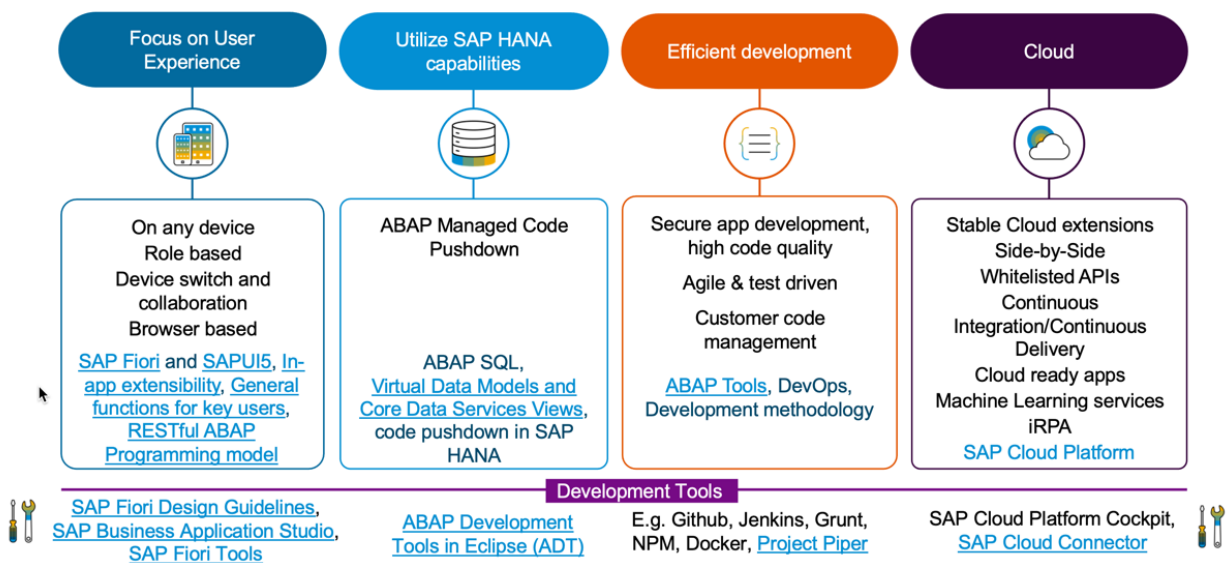 Focus on User
Experience
On any device
Role based
Device switch and
collaboration
Browser based
SAP Fiori and SAPUI5, In-
app extensibility, General
functions for key users,
RESTful ABAP
Programming model
Utilize SAP HANA
capabilities
ABAP Managed Code
Pushdown
ABAP SQL,
Virtual Data Models and
Core Data Services Views,
code pushdown in SAP
HANA
Efficient development
{=}
Secure app development,
high code quality
Agile & test driven
Customer code
management
ABAP Tools, DevOps,
Development methodology
Cloud
Stable Cloud extensions
Side-by-Side
Whitelisted APIs
Continuous
Integration/Continuous
Delivery
Cloud ready apps
Machine Learning services
iRPA
SAP Cloud Platform
Development Tools
SAP Fiori Design Guidelines,
SAP Business Application Studio,
SAP Fiori Tools
ABAP Development
Tools in Eclipse (ADT)
E.g. Github, Jenkins, Grunt,
NPM, Docker, Project Piper
SAP Cloud Platform Cockpit,
SAP Cloud Connector